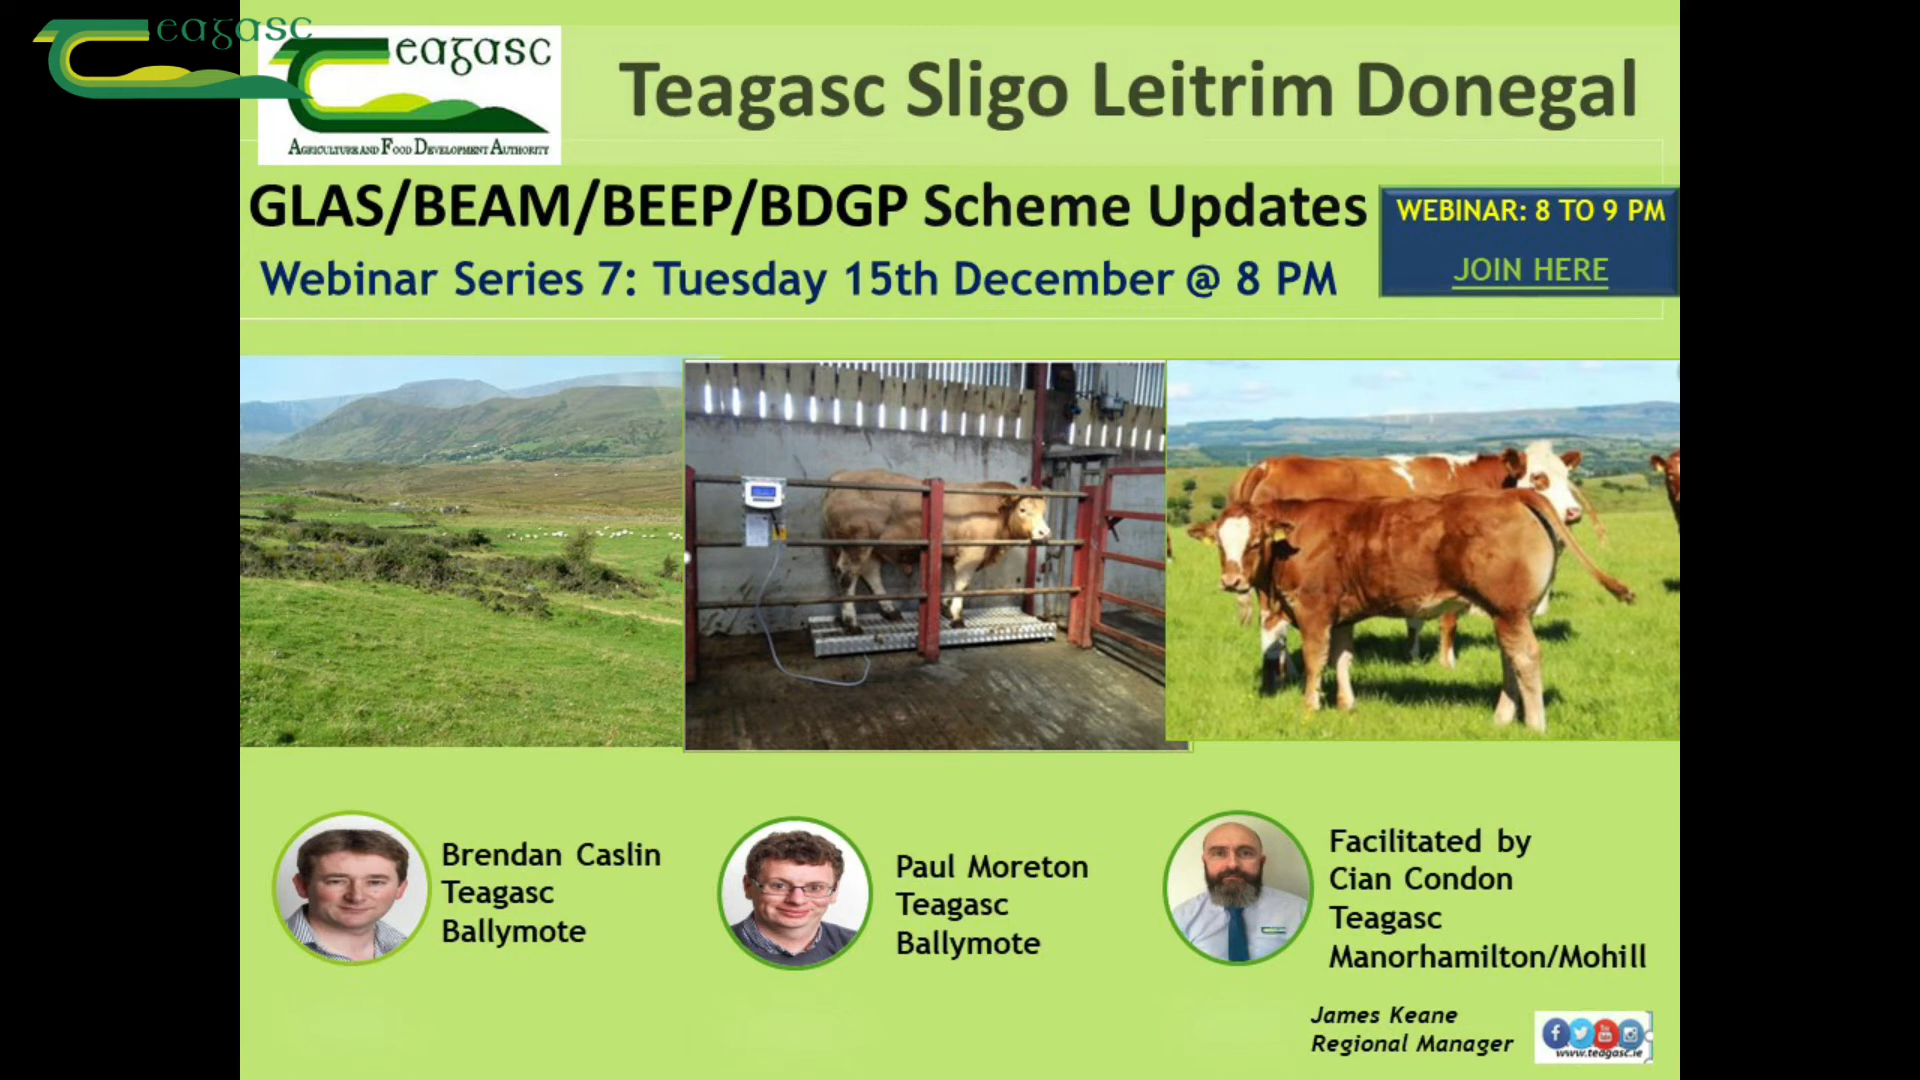 eagasc
eagasc
AGRICULTURE AND FOOD DEVELOPMENT AUTHORITY
Teagasc Sligo Leitrim Donegal
GLAS/BEAM/BEEP/BDGP Scheme Updates
Webinar Series 7: Tuesday 15th December @ 8 PM
WEBINAR: 8 TO 9 PM
JOIN HERE
Brendan Caslin
Teagasc
Ballymote
Paul Moreton
Teagasc
Ballymote
Facilitated by
Cian Condon
Teagasc
Manorhamilton/Mohill
James Keane
Regional Manager
www.teagasc.ie